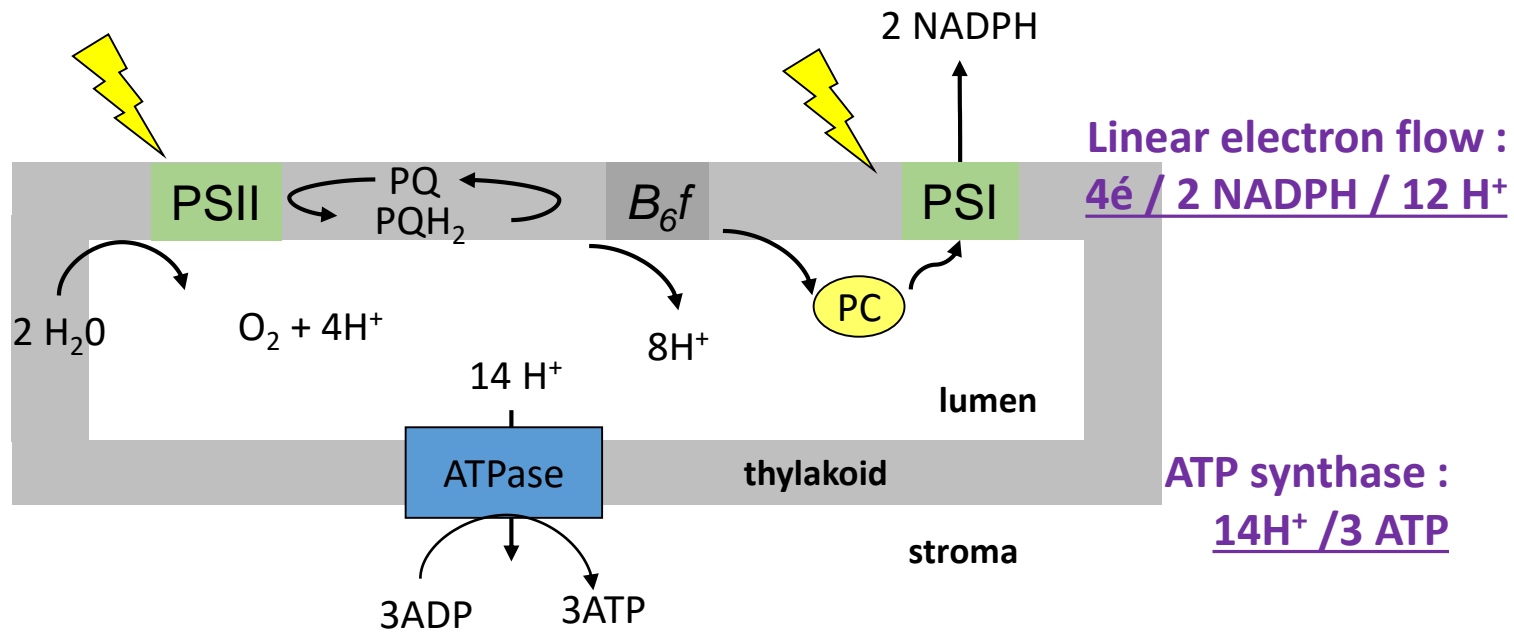 2 NADPH
Linear electron flow :
4é / 2 NADPH / 12 H⁺
PSII
PQ
PQH₂
B₆f
PSI
2 H₂0
O₂ + 4H⁺
8H⁺
PC
14 H⁺
lumen
ATPase
thylakoid
ATP synthase :
14H⁺ /3 ATP
stroma
3ADP
3ATP